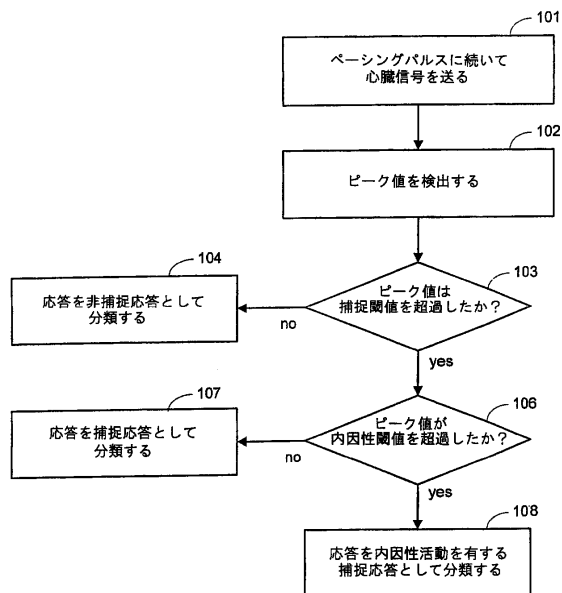 101
ペーシングパルスに続いて
心臓信号を送る
102
ピーク値を検出する
103
ピーク値は
捕捉閾値を超過したか？
104
応答を非捕捉応答として
分類する
no
yes
106
ピーク値が
内因性閾値を超過したか？
107
応答を捕捉応答として
分類する
no
yes
108
応答を内因性活動を有する
捕捉応答として分類する